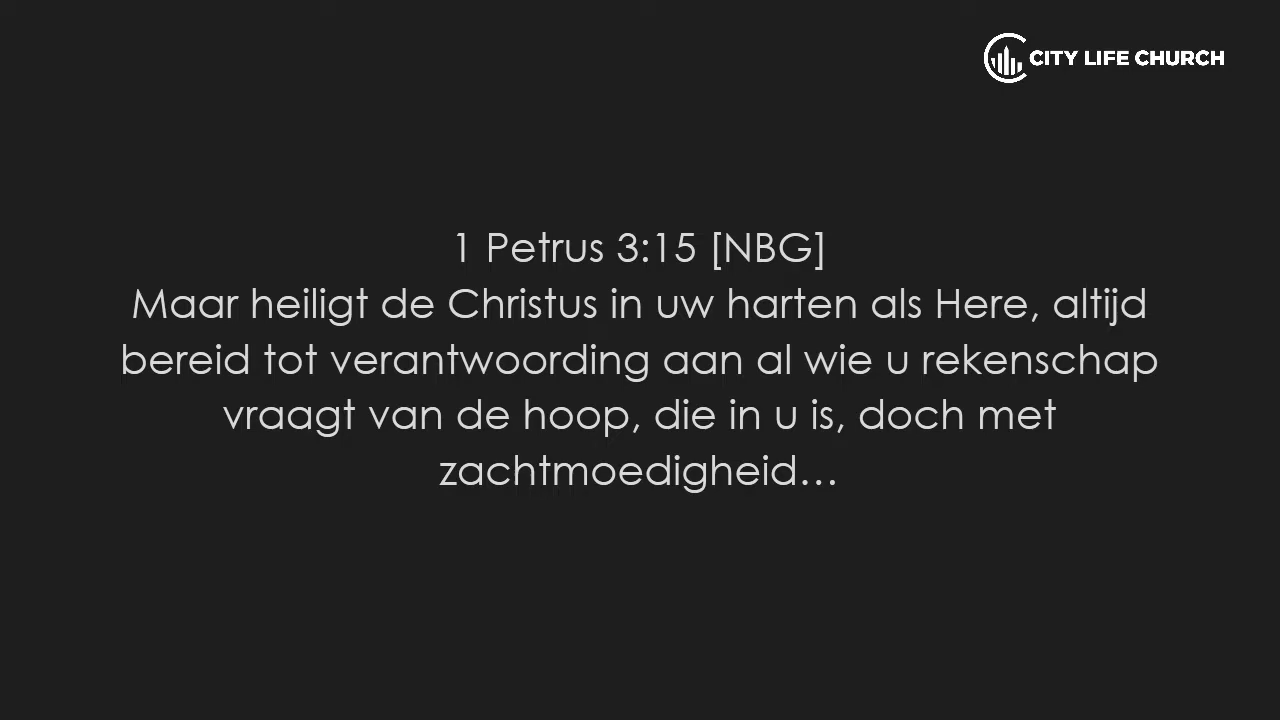 CITY LIFE CHURCH
1 Petrus 3:15 [NBG]
Maar heiligt de Christus in uw harten als Here, altijd
bereid tot verantwoording aan al wie u rekenschap
vraagt van de hoop, die in u is, doch met
zachtmoedigheid…